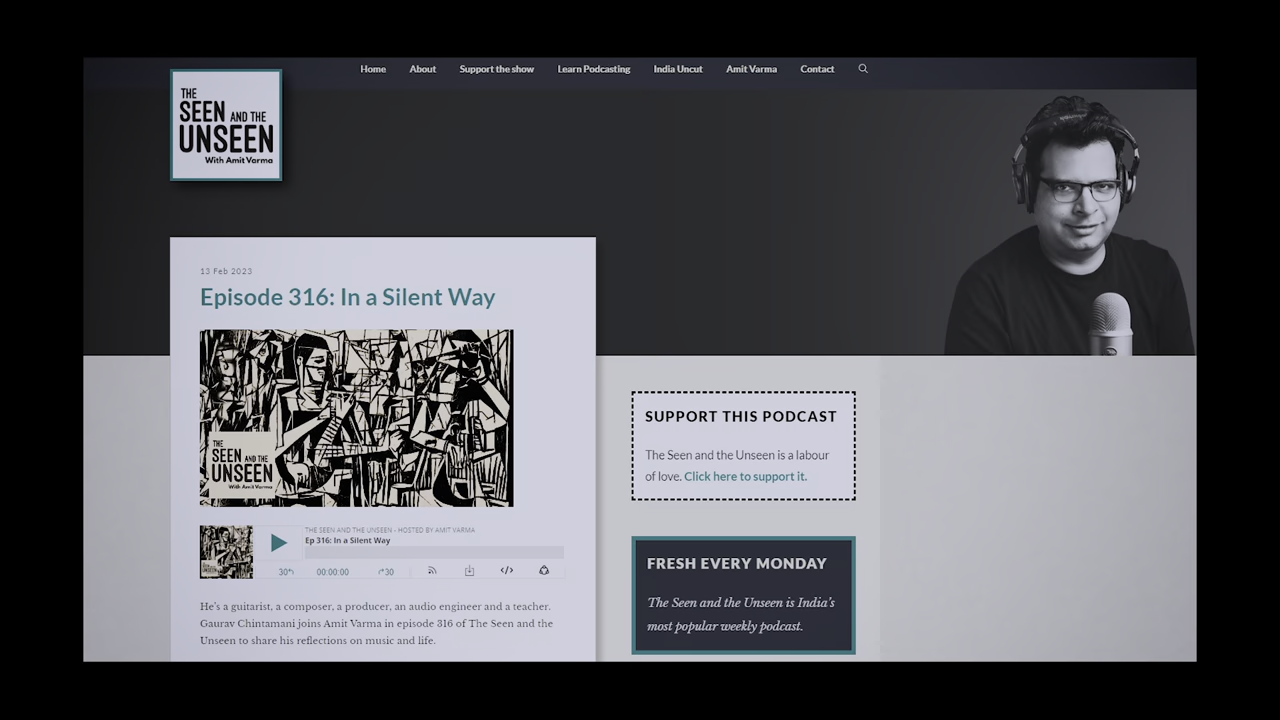 Home About Support the show Learn Podcasting India Uncut Amit Varma Contact
THE
SEEN AND THE
UNSEEN
With Amit Varma
13 Feb 2023
Episode 316: In a Silent Way
THE
SEEN AND THE
UNSEEN
With Amit Varma
THE SEEN AND THE UNSEEN - HOSTED BY AMIT VARMA
Ep 316: In a Silent Way
30 00:00:00 30
He's a guitarist, a composer, a producer, an audio engineer and a teacher.
Gaurav Chintamani joins Amit Varma in episode 316 of The Seen and the
Unseen to share his reflections on music and life.
SUPPORT THIS PODCAST
The Seen and the Unseen is a labour
of love. Click here to support it.
FRESH EVERY MONDAY
The Seen and the Unseen is India's
most popular weekly podcast.